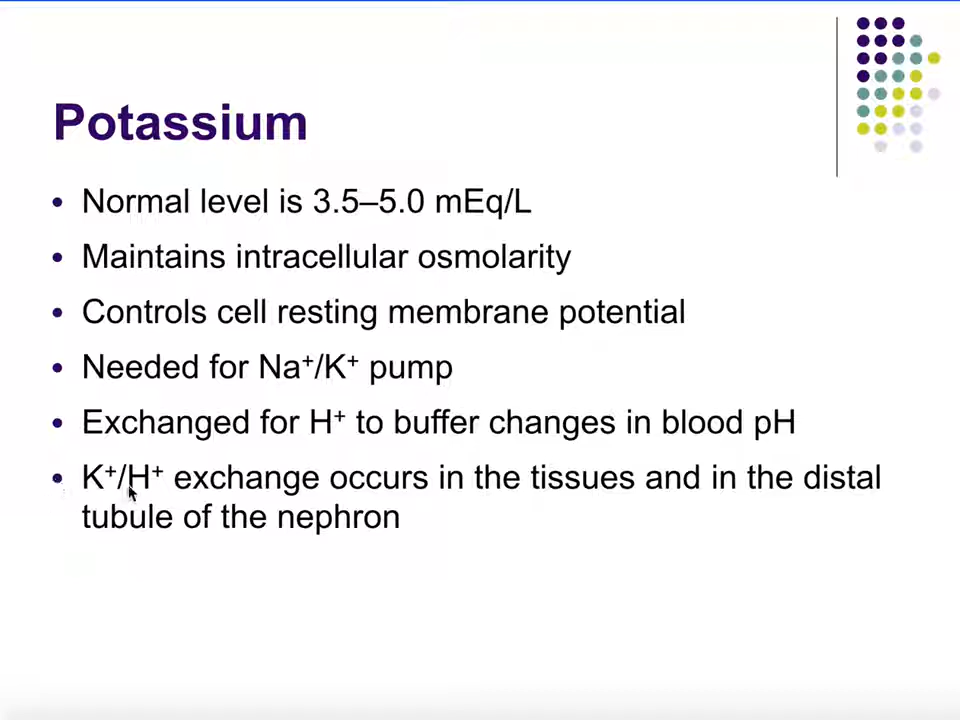 Potassium
• Normal level is 3.5–5.0 mEq/L
• Maintains intracellular osmolarity
• Controls cell resting membrane potential
• Needed for Na⁺/K⁺ pump
• Exchanged for H⁺ to buffer changes in blood pH
• K⁺/H⁺ exchange occurs in the tissues and in the distal
tubule of the nephron